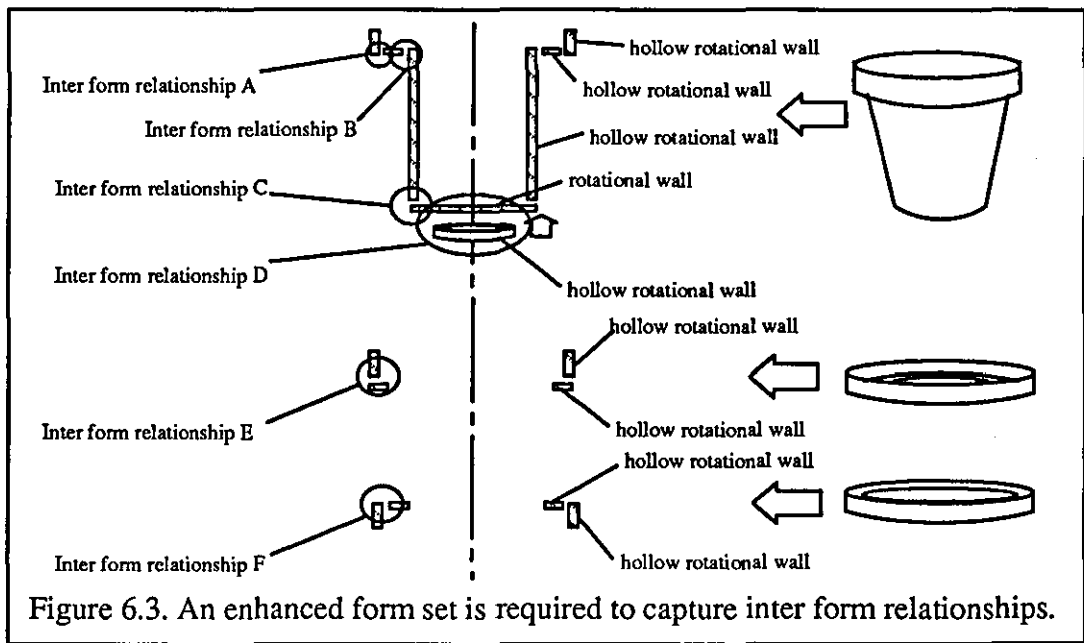 hollow rotational wall
Inter form relationship A
hollow rotational wall
Inter form relationship B
hollow rotational wall
Inter form relationship C
rotational wall
Inter form relationship D
hollow rotational wall
hollow rotational wall
Inter form relationship E
hollow rotational wall
hollow rotational wall
Inter form relationship F
hollow rotational wall
Figure 6.3. An enhanced form set is required to capture inter form relationships.